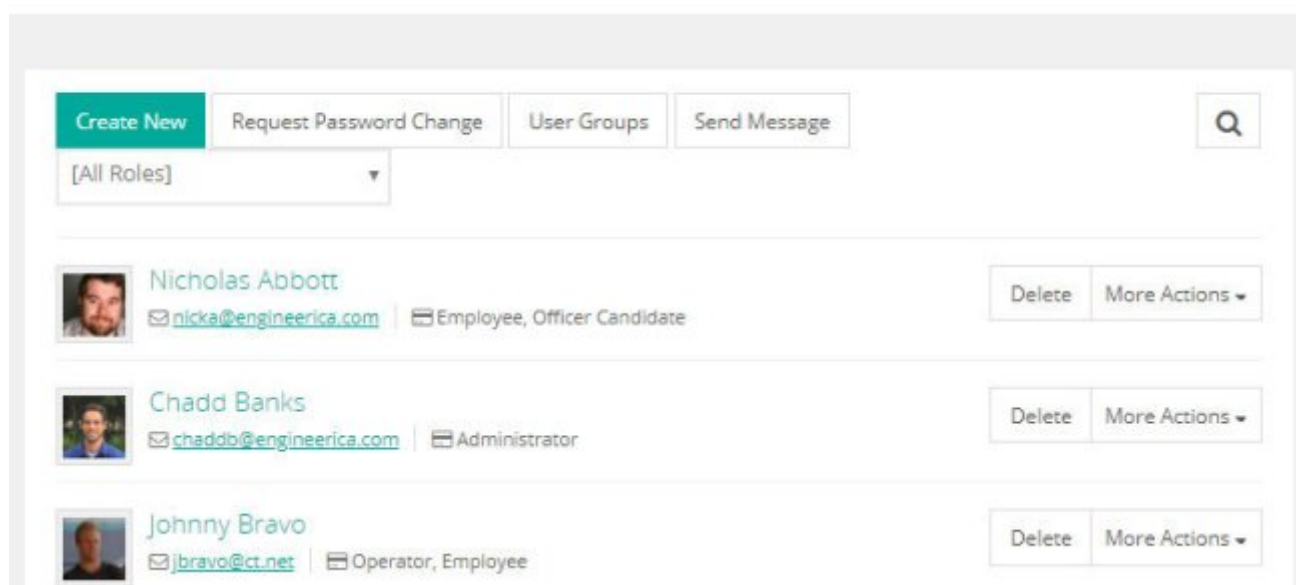 Create New Request Password Change User Groups Send Message
[All Roles]
Nicholas Abbott
nicka@engineerica.com Employee, Officer Candidate
Delete More Actions
Chadd Banks
chaddb@engineerica.com Administrator
Delete More Actions
Johnny Bravo
jbravo@ct.net Operator, Employee
Delete More Actions